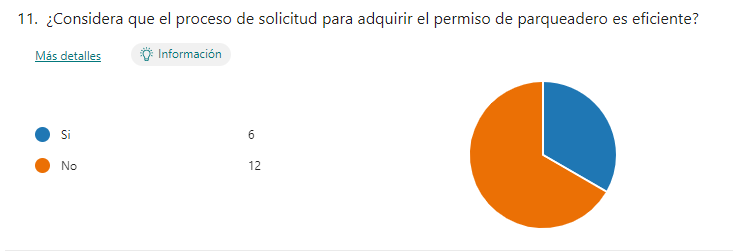 11. ¿Considera que el proceso de solicitud para adquirir el permiso de parqueadero es eficiente?
Más detalles
Información
Si 6
No 12